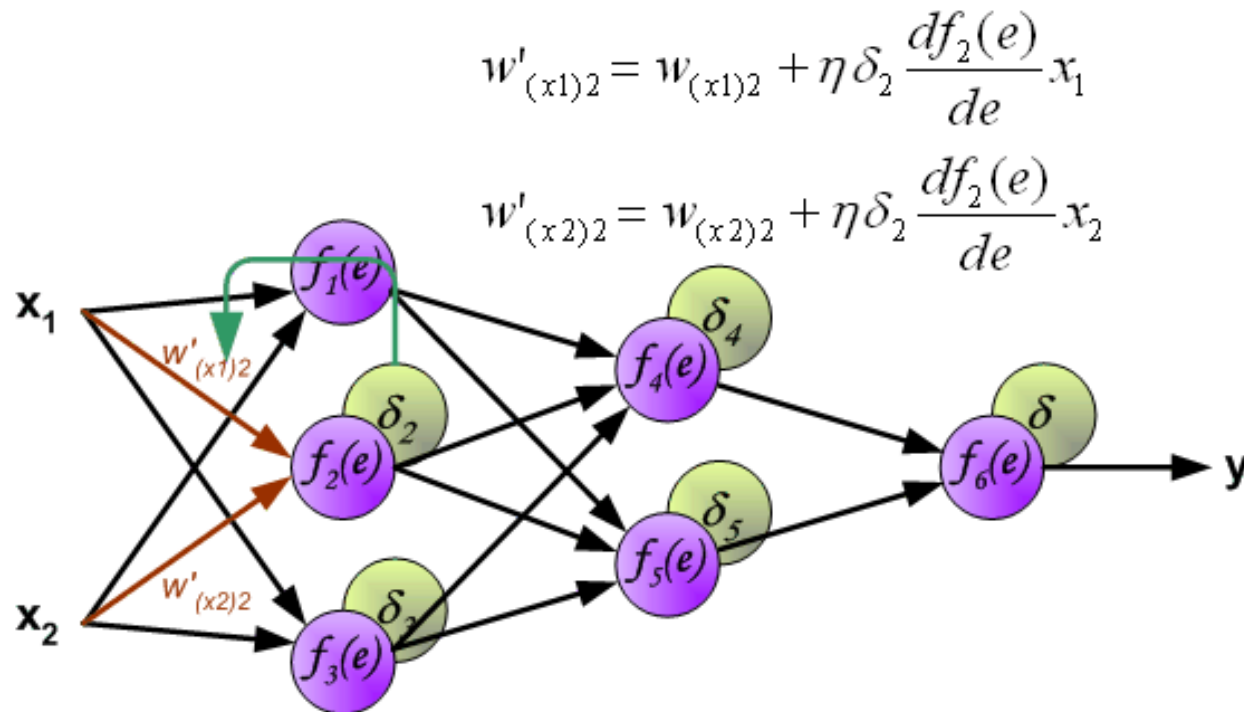 w'(x1)2 = w(x1)2 + η δ2 df2(e)/de x1
w'(x2)2 = w(x2)2 + η δ2 df2(e)/de x2
f1(e)
x1
δ4
w'(x1)2
f4(e)
δ2
δ
f2(e)
f6(e)
y
δ5
f5(e)
w'(x2)2
x2
δ3
f3(e)